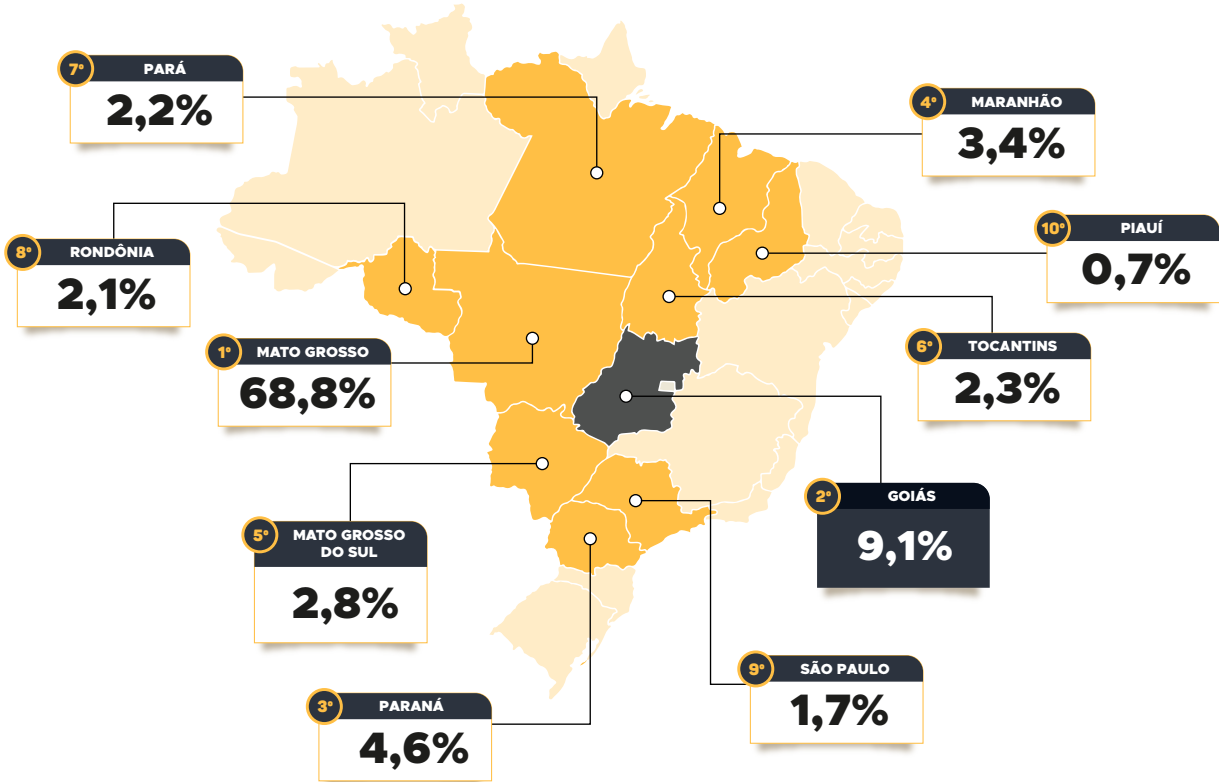 7º
PARÁ
2,2%
4º
MARANHÃO
3,4%
8º
RONDÔNIA
2,1%
10º
PIAUÍ
0,7%
1º
MATO GROSSO
68,8%
6º
TOCANTINS
2,3%
5º
MATO GROSSO
DO SUL
2,8%
2º
GOIÁS
9,1%
3º
PARANÁ
4,6%
9º
SÃO PAULO
1,7%